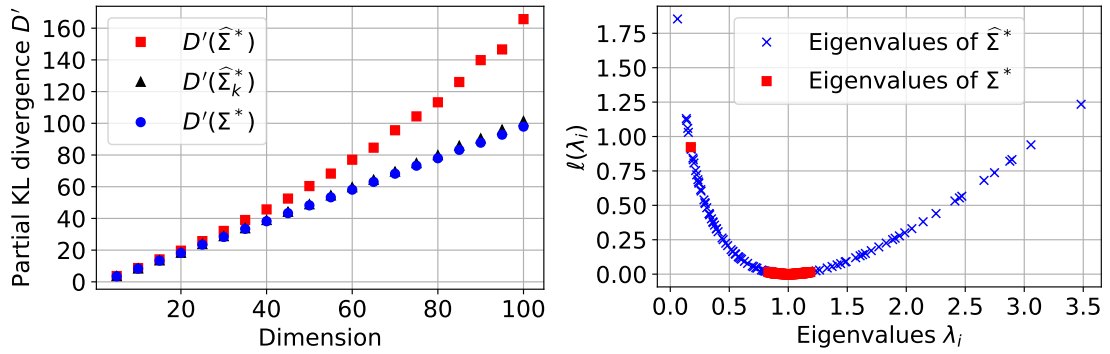 Partial KL divergence D′
160
140
120
100
80
60
40
20
0
D′(Σ̂*)
D′(Σ̂*ₖ)
D′(Σ*)
20 40 60 80 100
Dimension
ℓ(λᵢ)
1.75
1.50
1.25
1.00
0.75
0.50
0.25
0.00
Eigenvalues of Σ̂*
Eigenvalues of Σ*
0.0 0.5 1.0 1.5 2.0 2.5 3.0 3.5
Eigenvalues λᵢ